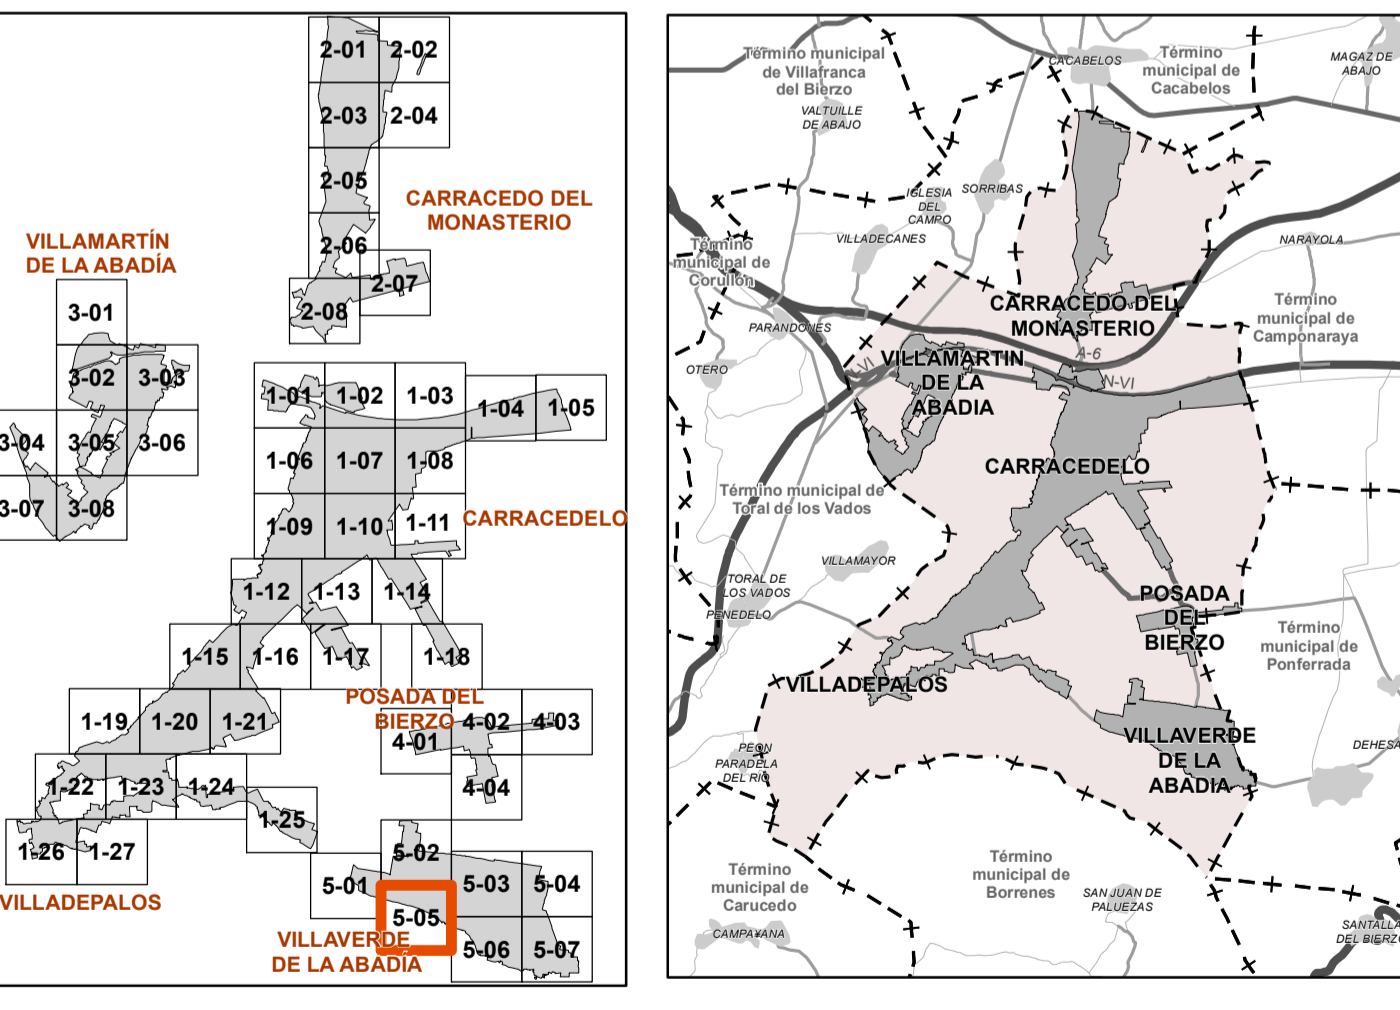 2-01
2-02
2-03
2-04
2-05
2-06
2-07
2-08
CARRACEDO DEL
MONASTERIO
VILLAMARTÍN
DE LA ABADÍA
3-01
3-02
3-03
3-04
3-05
3-06
3-07
3-08
1-01
1-02
1-03
1-04
1-05
1-06
1-07
1-08
1-09
1-10
1-11
CARRACEDELO
1-12
1-13
1-14
1-15
1-16
1-17
1-18
1-19
1-20
1-21
POSADA DEL
BIERZO
4-01
4-02
4-03
4-04
1-22
1-23
1-24
1-25
1-26
1-27
VILLADEPALOS
5-01
5-02
5-03
5-04
5-05
5-06
5-07
VILLAVERDE
DE LA ABADÍA
Término municipal
de Villafranca
del Bierzo
CACABELOS
Término
municipal de
Cacabelos
MAGAZ DE
ABAJO
VALTUILLE
DE ABAJO
IGLESIA
DEL
CAMPO
SORRIBAS
VILLADECANES
NARAYOLA
Término
municipal de
Corullón
CARRACEDO DEL
MONASTERIO
Término
municipal de
Camponaraya
PARANDONES
A-6
OTERO
N-VI
VILLAMARTIN
DE LA
ABADIA
N-VI
CARRACEDELO
Término municipal de
Toral de los Vados
VILLAMAYOR
TORAL DE
LOS VADOS
PENEDELO
POSADA
DEL
BIERZO
Término
municipal de
Ponferrada
VILLADEPALOS
PEON
PARADELA
DEL RÍO
VILLAVERDE
DE LA
ABADIA
DEHESA
Término
municipal de
Carucedo
Término
municipal de
Borrenes
SAN JUAN DE
PALUEZAS
CAMPA¥ANA
SANTALLA
DEL BIERZO